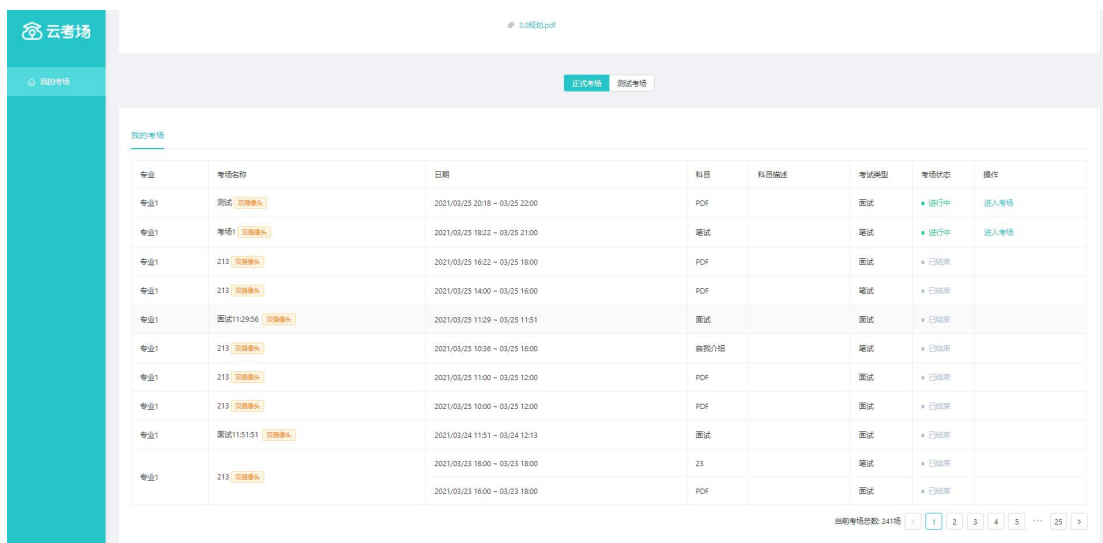 云考场
3.0规划.pdf
我的考场
正式考场 测试考场
我的考场
专业 考场名称 日期 科目 科目描述 考试类型 考场状态 操作
专业1 测试 双摄像头 2021/03/25 20:18 ~ 03/25 22:00 PDF 面试 进行中 进入考场
专业1 考场1 双摄像头 2021/03/25 18:22 ~ 03/25 21:00 笔试 笔试 进行中 进入考场
专业1 213 双摄像头 2021/03/25 16:22 ~ 03/25 18:00 PDF 面试 已结束
专业1 213 双摄像头 2021/03/25 14:00 ~ 03/25 16:00 PDF 笔试 已结束
专业1 面试11:29:56 双摄像头 2021/03/25 11:29 ~ 03/25 11:51 面试 面试 已结束
专业1 213 双摄像头 2021/03/25 10:36 ~ 03/25 16:00 自我介绍 笔试 已结束
专业1 213 双摄像头 2021/03/25 11:00 ~ 03/25 12:00 PDF 面试 已结束
专业1 213 双摄像头 2021/03/25 10:00 ~ 03/25 12:00 PDF 面试 已结束
专业1 面试11:51:51 双摄像头 2021/03/24 11:51 ~ 03/24 12:13 面试 面试 已结束
专业1 213 双摄像头 2021/03/23 16:00 ~ 03/23 18:00 23 笔试 已结束
2021/03/23 16:00 ~ 03/23 18:00 PDF 面试 已结束
当前考场总数: 241场 < 1 2 3 4 5 ··· 25 >